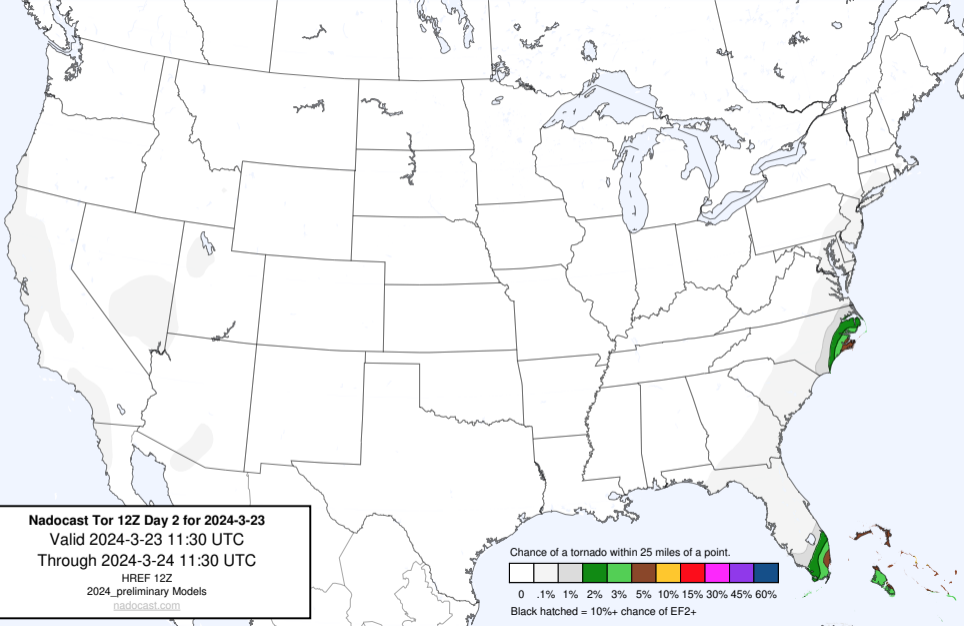 Nadocast Tor 12Z Day 2 for 2024-3-23
Valid 2024-3-23 11:30 UTC
Through 2024-3-24 11:30 UTC
HREF 12Z
2024_preliminary Models
nadocast.com
Chance of a tornado within 25 miles of a point.
0 .1% 1% 2% 3% 5% 10% 15% 30% 45% 60%
Black hatched = 10%+ chance of EF2+